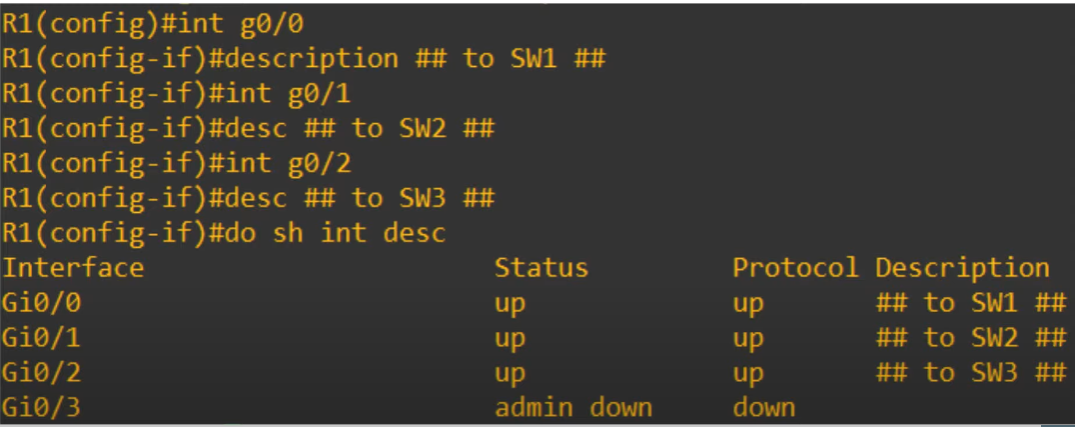 R1(config)#int g0/0
R1(config-if)#description ## to SW1 ##
R1(config-if)#int g0/1
R1(config-if)#desc ## to SW2 ##
R1(config-if)#int g0/2
R1(config-if)#desc ## to SW3 ##
R1(config-if)#do sh int desc
Interface Status Protocol Description
Gi0/0 up up ## to SW1 ##
Gi0/1 up up ## to SW2 ##
Gi0/2 up up ## to SW3 ##
Gi0/3 admin down down